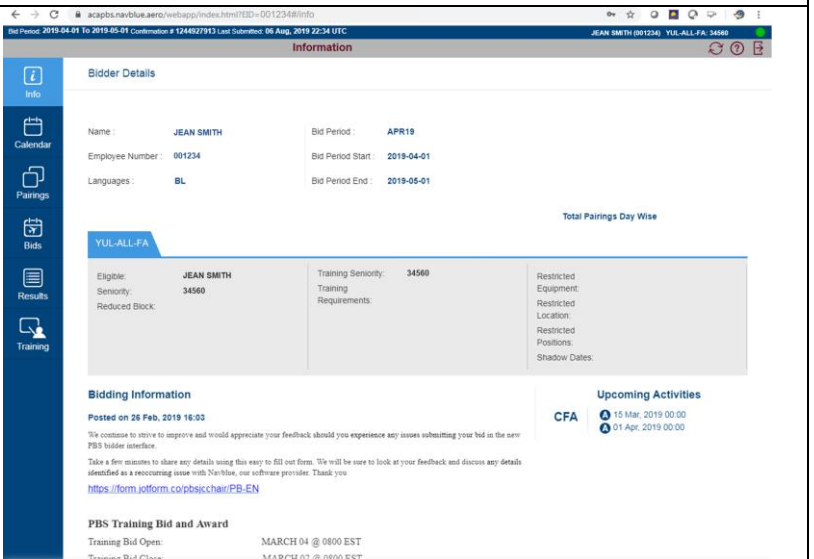 acapbs.navblue.aero/webapp/index.html?EID=001234#/info
Bid Period: 2019-04-01 To 2019-05-01 Confirmation # 1244927913 Last Submitted: 06 Aug, 2019 22:34 UTC
JEAN SMITH (001234) YUL-ALL-FA: 34560
Information
Info
Calendar
Pairings
Bids
Results
Training
Bidder Details
Name : JEAN SMITH
Bid Period : APR19
Employee Number : 001234
Bid Period Start : 2019-04-01
Languages : BL
Bid Period End : 2019-05-01
Total Pairings Day Wise
YUL-ALL-FA
Eligible: JEAN SMITH
Seniority: 34560
Reduced Block:
Training Seniority: 34560
Training
Requirements:
Restricted
Equipment:
Restricted
Location:
Restricted
Positions:
Shadow Dates:
Bidding Information
Posted on 26 Feb, 2019 16:03
We continue to strive to improve and would appreciate your feedback should you experience any issues submitting your bid in the new
PBS bidder interface.
Take a few minutes to share any details using this easy to fill out form. We will be sure to look at your feedback and discuss any details
identified as a reoccurring issue with Navblue, our software provider. Thank you
https://form.jotform.co/pbsjcchair/PB-EN
Upcoming Activities
CFA
A 15 Mar, 2019 00:00
A 01 Apr, 2019 00:00
PBS Training Bid and Award
Training Bid Open: MARCH 04 @ 0800 EST
Training Bid Close: MARCH 07 @ 0800 EST